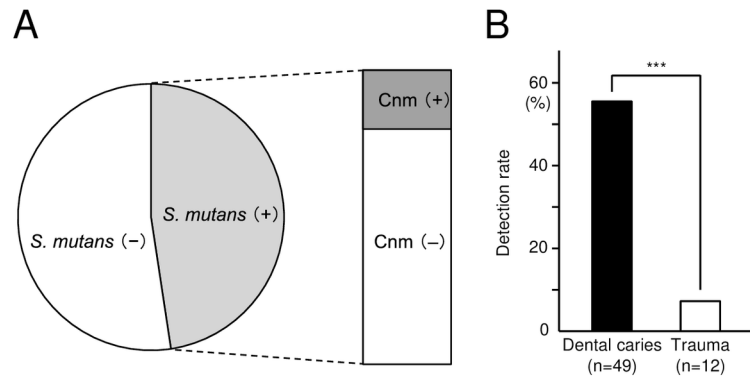 A
S. mutans (−)
S. mutans (+)
Cnm (+)
Cnm (−)
B
***
60
(%)
40
20
0
Detection rate
Dental caries
(n=49)
Trauma
(n=12)